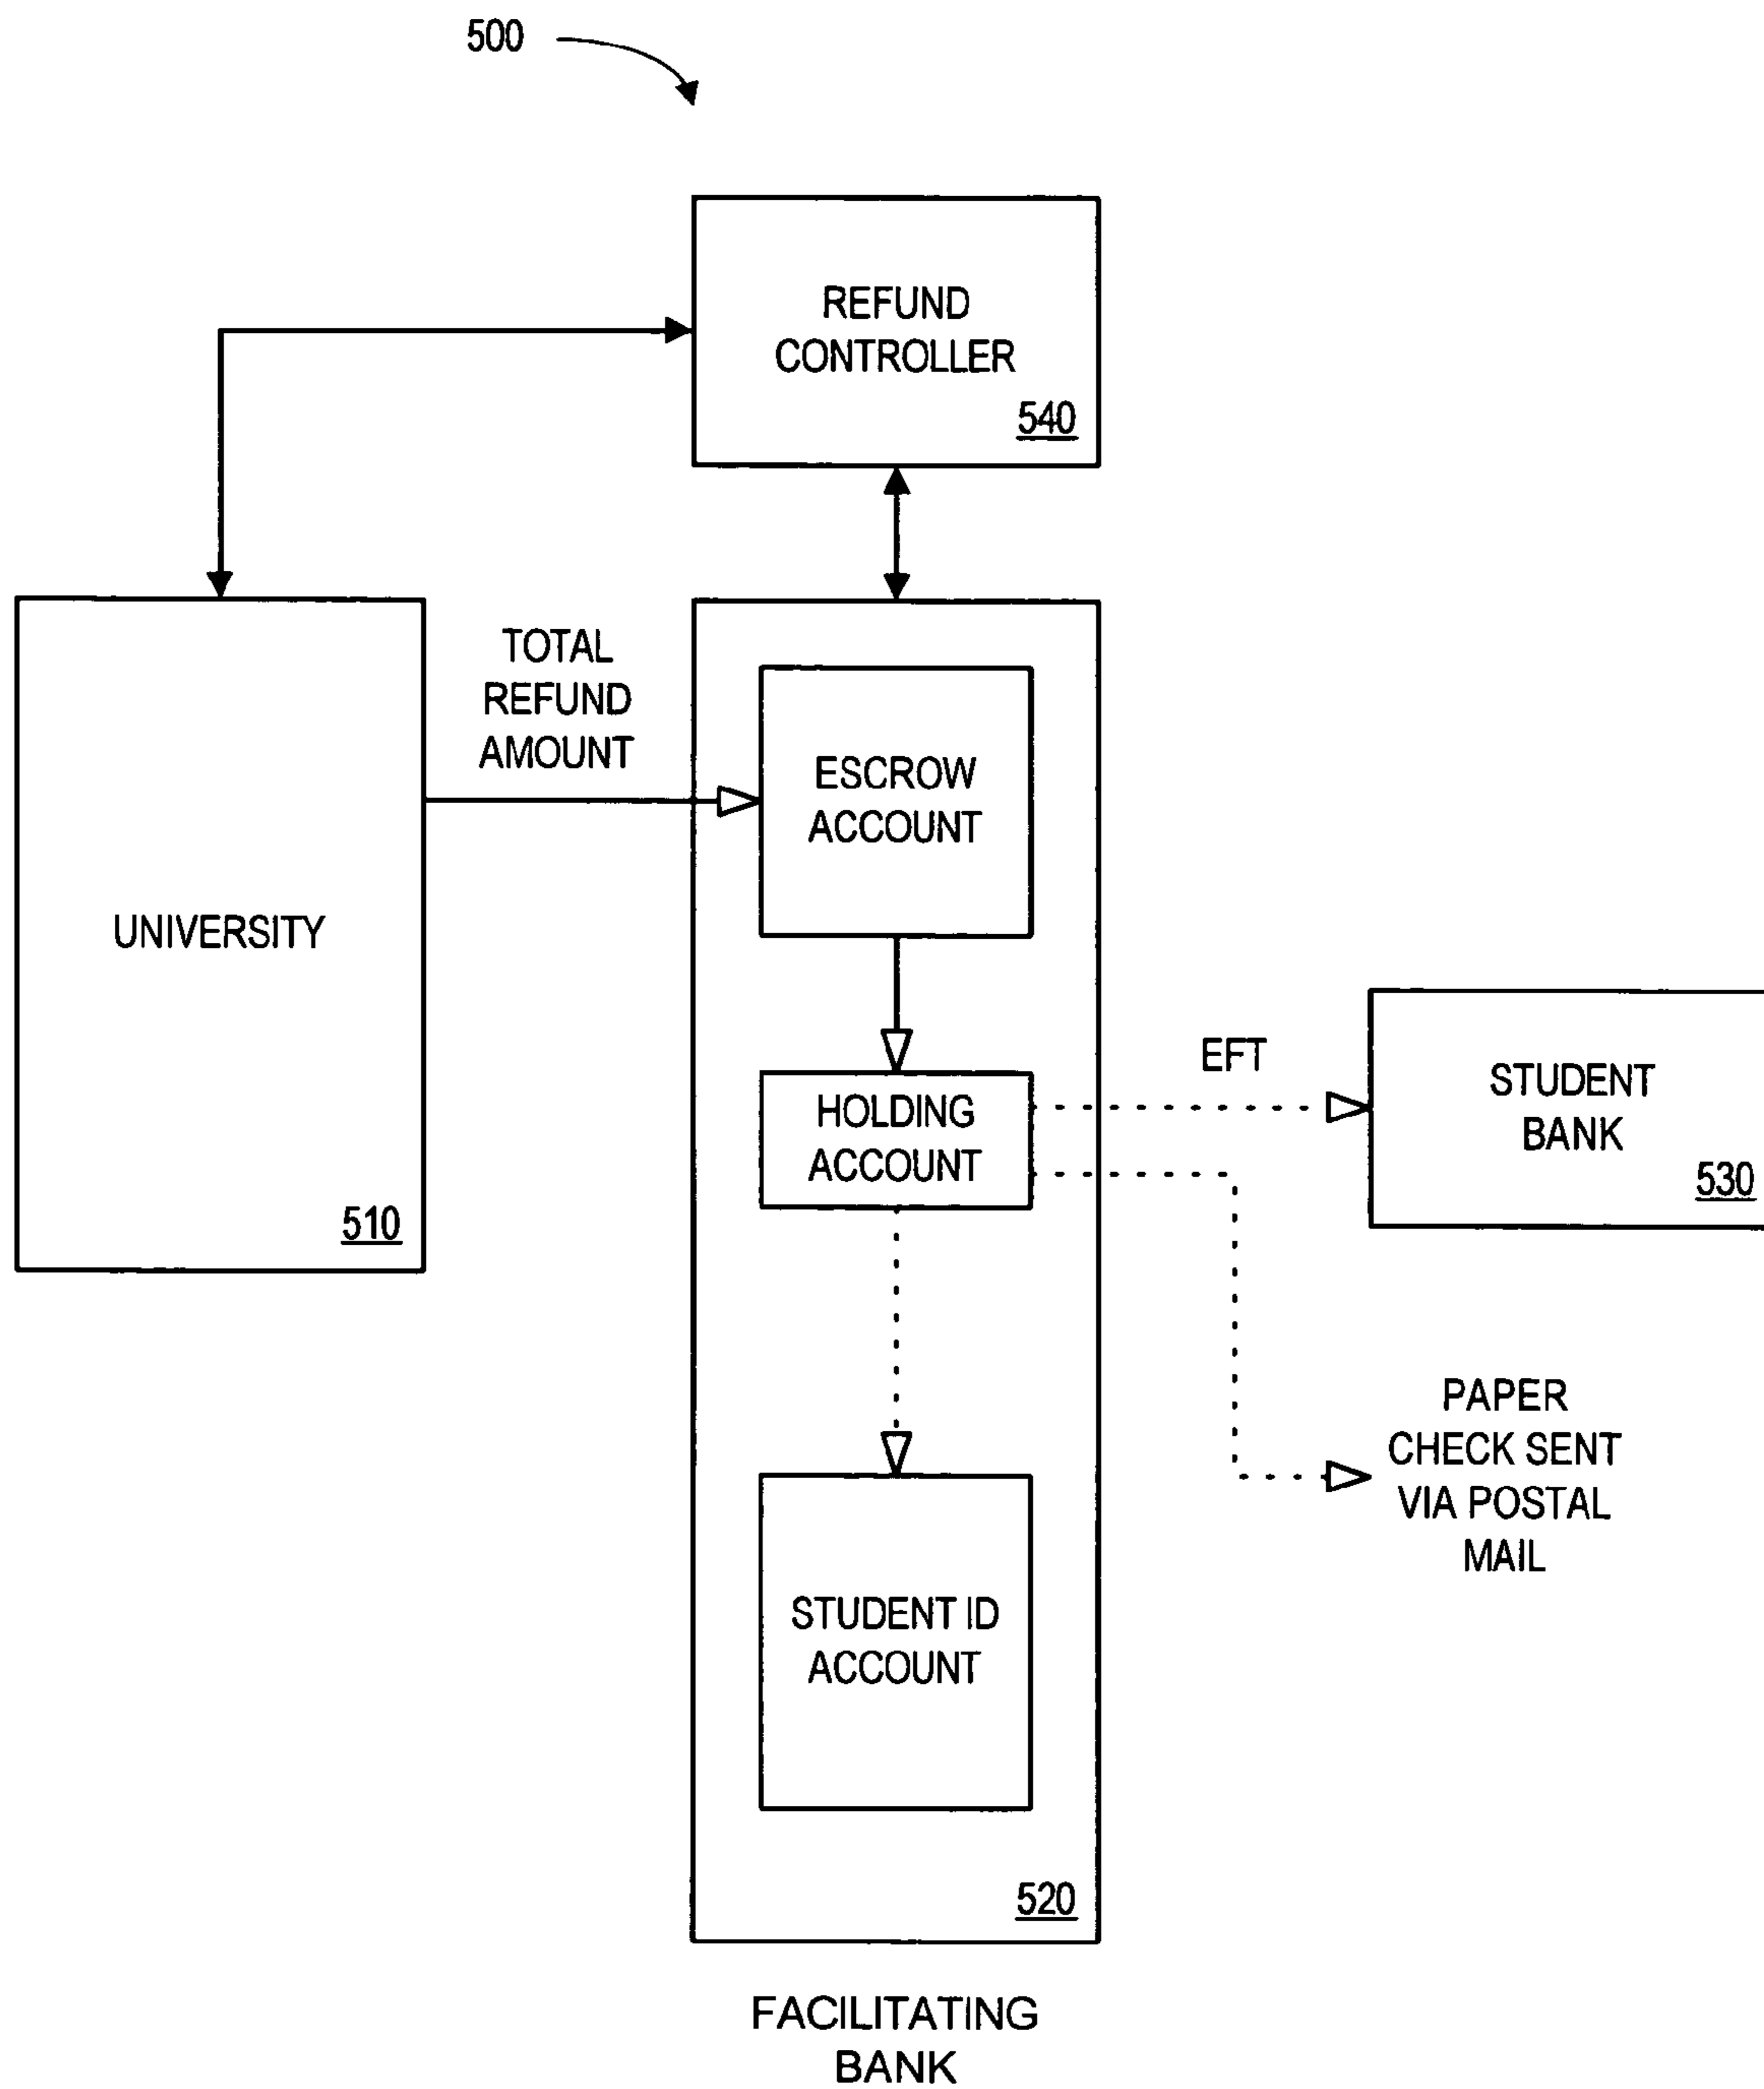 500
REFUND
CONTROLLER
540
TOTAL
REFUND
AMOUNT
UNIVERSITY
510
ESCROW
ACCOUNT
HOLDING
ACCOUNT
EFT
STUDENT
BANK
530
PAPER
CHECK SENT
VIA POSTAL
MAIL
STUDENT ID
ACCOUNT
520
FACILITATING
BANK